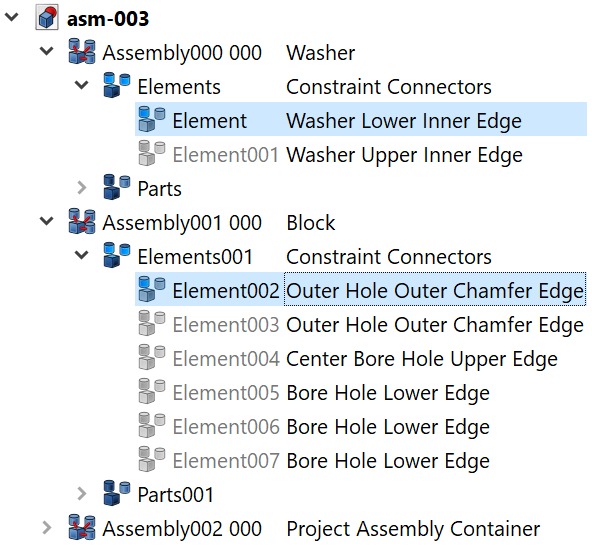 asm-003
Assembly000 000 Washer
Elements Constraint Connectors
Element Washer Lower Inner Edge
Element001 Washer Upper Inner Edge
Parts
Assembly001 000 Block
Elements001 Constraint Connectors
Element002 Outer Hole Outer Chamfer Edge
Element003 Outer Hole Outer Chamfer Edge
Element004 Center Bore Hole Upper Edge
Element005 Bore Hole Lower Edge
Element006 Bore Hole Lower Edge
Element007 Bore Hole Lower Edge
Parts001
Assembly002 000 Project Assembly Container